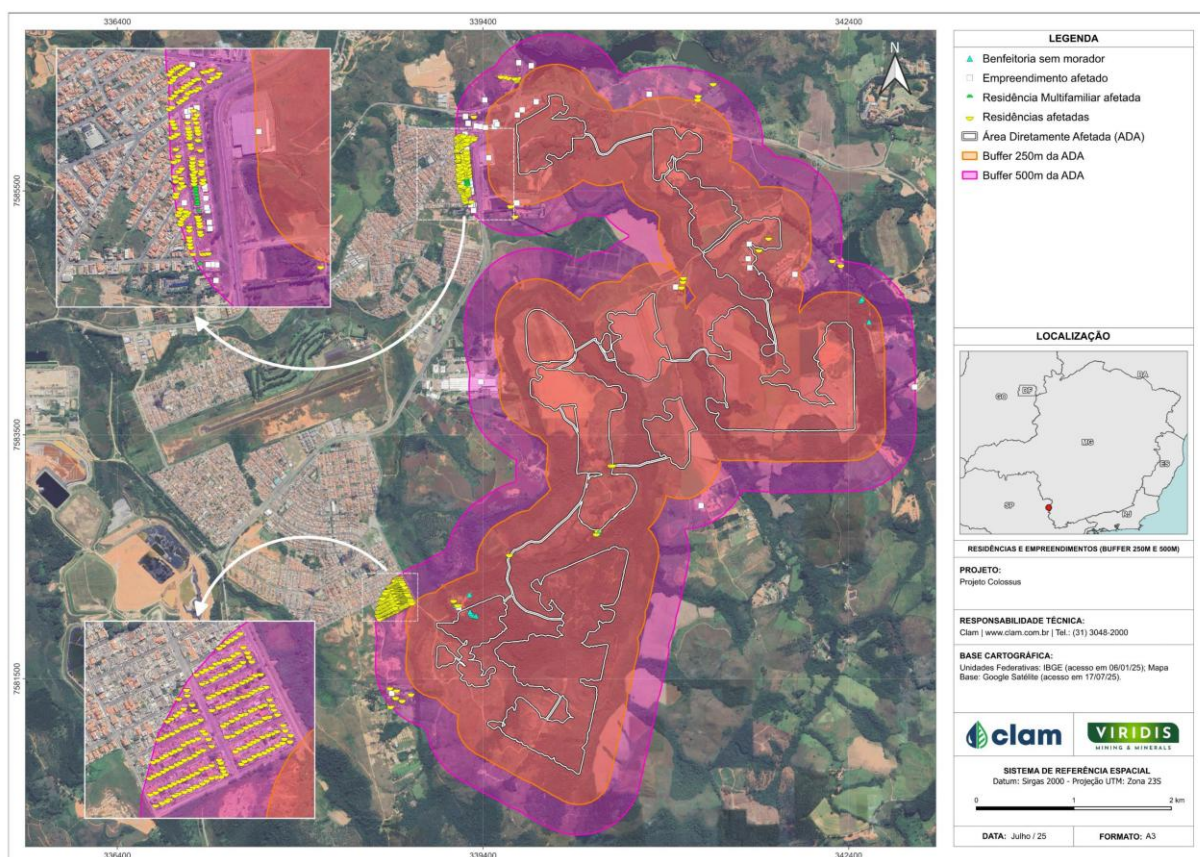 336400
339400
342400
7585500
7583500
7581500
336400
339400
342400
N
LEGENDA
Benfeitoria sem morador
Empreendimento afetado
Residência Multifamiliar afetada
Residências afetadas
Área Diretamente Afetada (ADA)
Buffer 250m da ADA
Buffer 500m da ADA
LOCALIZAÇÃO
GO
DF
BA
MG
ES
SP
RJ
RESIDÊNCIAS E EMPREENDIMENTOS (BUFFER 250M E 500M)
PROJETO:
Projeto Colossus
RESPONSABILIDADE TÉCNICA:
Clam | www.clam.com.br | Tel.: (31) 3048-2000
BASE CARTOGRÁFICA:
Unidades Federativas: IBGE (acesso em 06/01/25); Mapa
Base: Google Satélite (acesso em 17/07/25).
clam
VIRIDIS
MINING & MINERALS
SISTEMA DE REFERÊNCIA ESPACIAL
Datum: Sirgas 2000 - Projeção UTM: Zona 23S
0 1 2 km
DATA: Julho / 25
FORMATO: A3